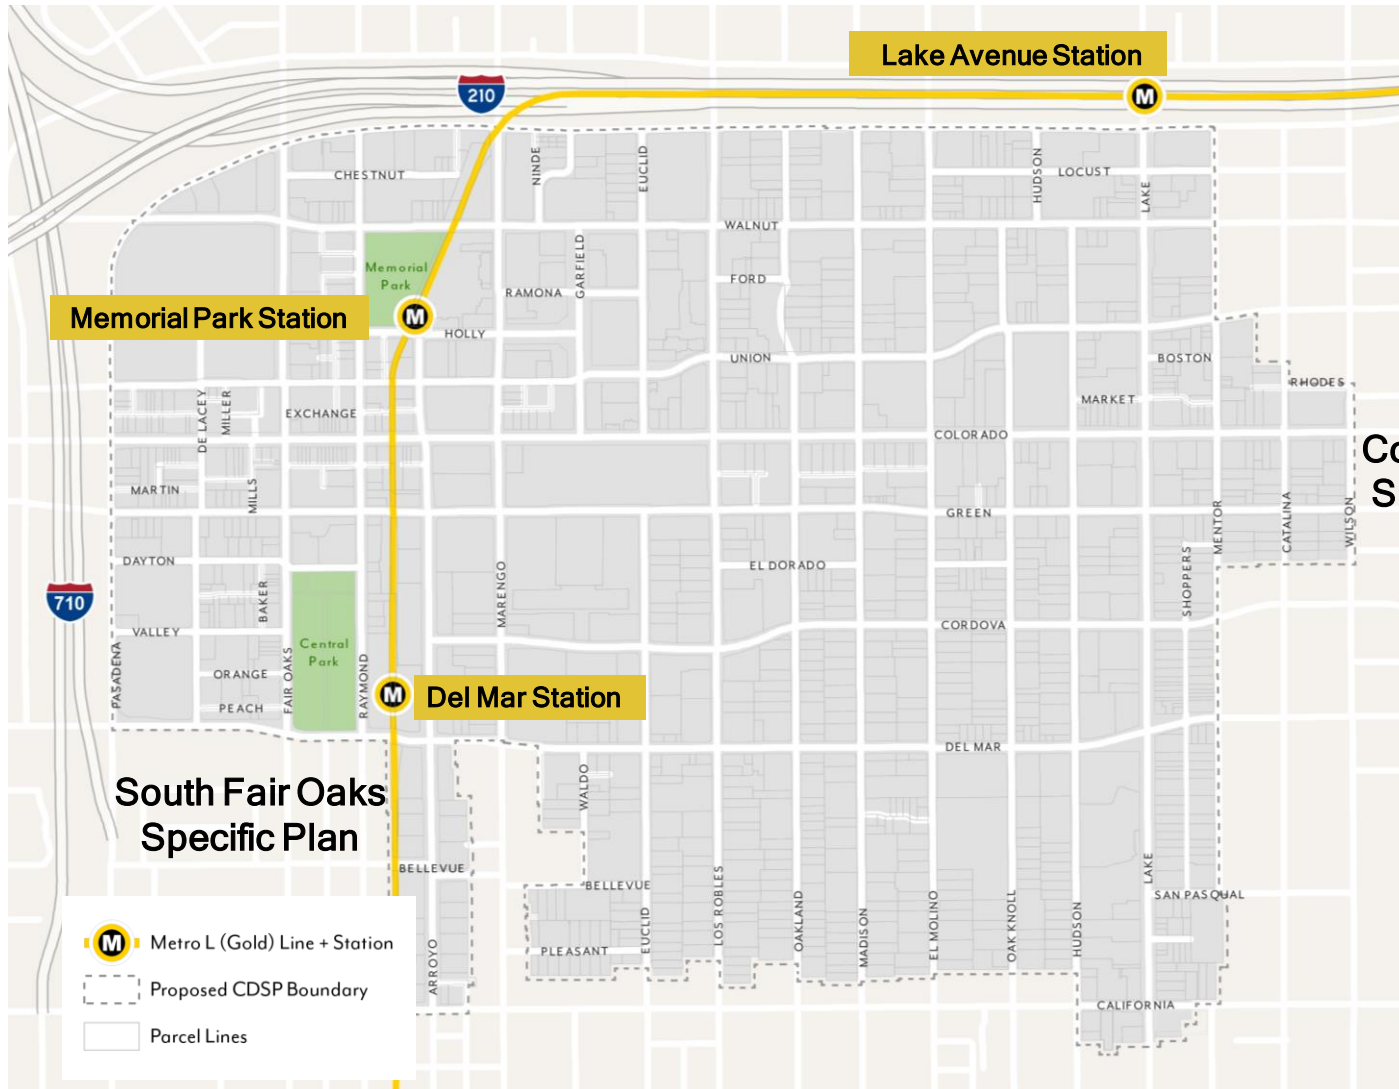 Lake Avenue Station
M
210
NINDE
EUCLID
HUDSON
LOCUST
CHESTNUT
LAKE
WALNUT
GARFIELD
Memorial
Park
FORD
RAMONA
Memorial Park Station
M
HOLLY
UNION
BOSTON
RHODES
DE LACEY
MILLER
EXCHANGE
MARKET
COLORADO
Co
S
MARTIN
MILLS
GREEN
MENTOR
CATALINA
WILSON
DAYTON
EL DORADO
SHOPPERS
710
BAKER
MARENGO
VALLEY
CORDOVA
Central
Park
PASADENA
ORANGE
FAIR OAKS
RAYMOND
PEACH
M
Del Mar Station
DEL MAR
South Fair Oaks
Specific Plan
WALDO
BELLEVUE
BELLEVUE
LAKE
SAN PASQUAL
EUCLID
LOS ROBLES
OAKLAND
MADISON
EL MOLINO
OAK KNOLL
HUDSON
PLEASANT
ARROYO
CALIFORNIA
M
Metro L (Gold) Line + Station
Proposed CDSP Boundary
Parcel Lines